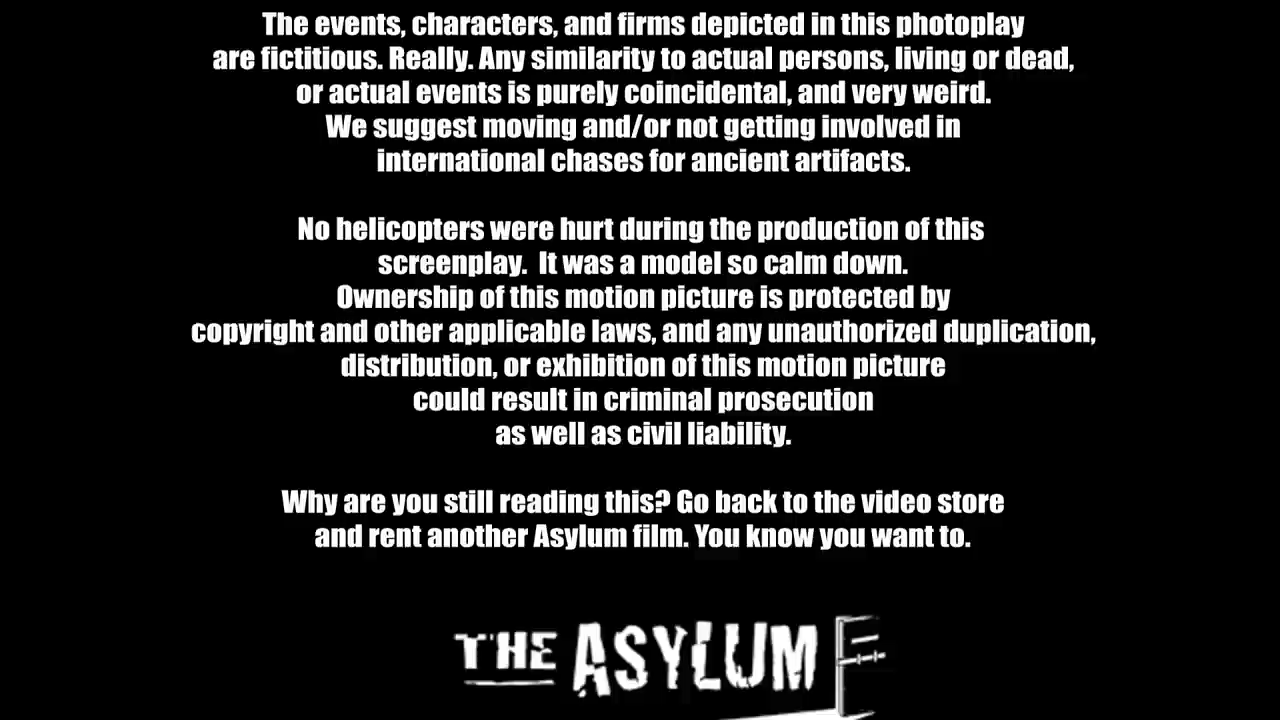 The events, characters, and firms depicted in this photoplay
are fictitious. Really. Any similarity to actual persons, living or dead,
or actual events is purely coincidental, and very weird.
We suggest moving and/or not getting involved in
international chases for ancient artifacts.
No helicopters were hurt during the production of this
screenplay.  It was a model so calm down.
Ownership of this motion picture is protected by
copyright and other applicable laws, and any unauthorized duplication,
distribution, or exhibition of this motion picture
could result in criminal prosecution
as well as civil liability.
Why are you still reading this? Go back to the video store
and rent another Asylum film. You know you want to.
THE ASYLUM